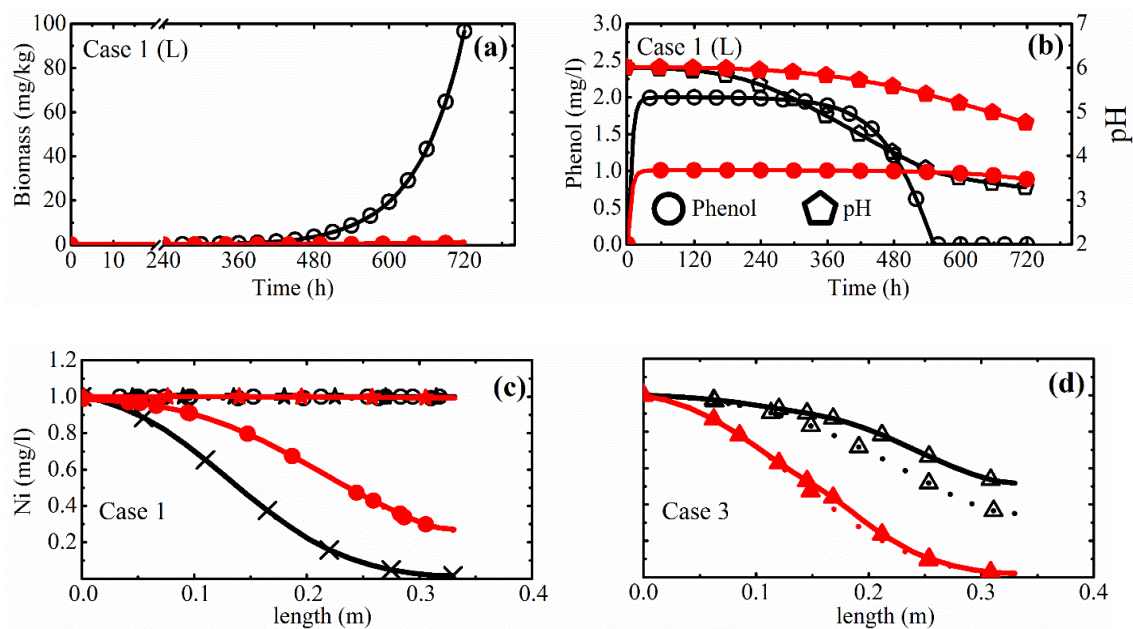 Case 1 (L)
(a)
Biomass (mg/kg)
100
80
60
40
20
0
0 10 240 360 480 600 720
Time (h)
Case 1 (L)
(b)
Phenol (mg/l)
3.0
2.5
2.0
1.5
1.0
0.5
0.0
7
6
5
4
3
2
pH
Phenol
pH
0 120 240 360 480 600 720
Time (h)
(c)
Ni (mg/l)
1.2
1.0
0.8
0.6
0.4
0.2
Case 1
0.0 0.1 0.2 0.3 0.4
length (m)
(d)
Case 3
0.0 0.1 0.2 0.3 0.4
length (m)